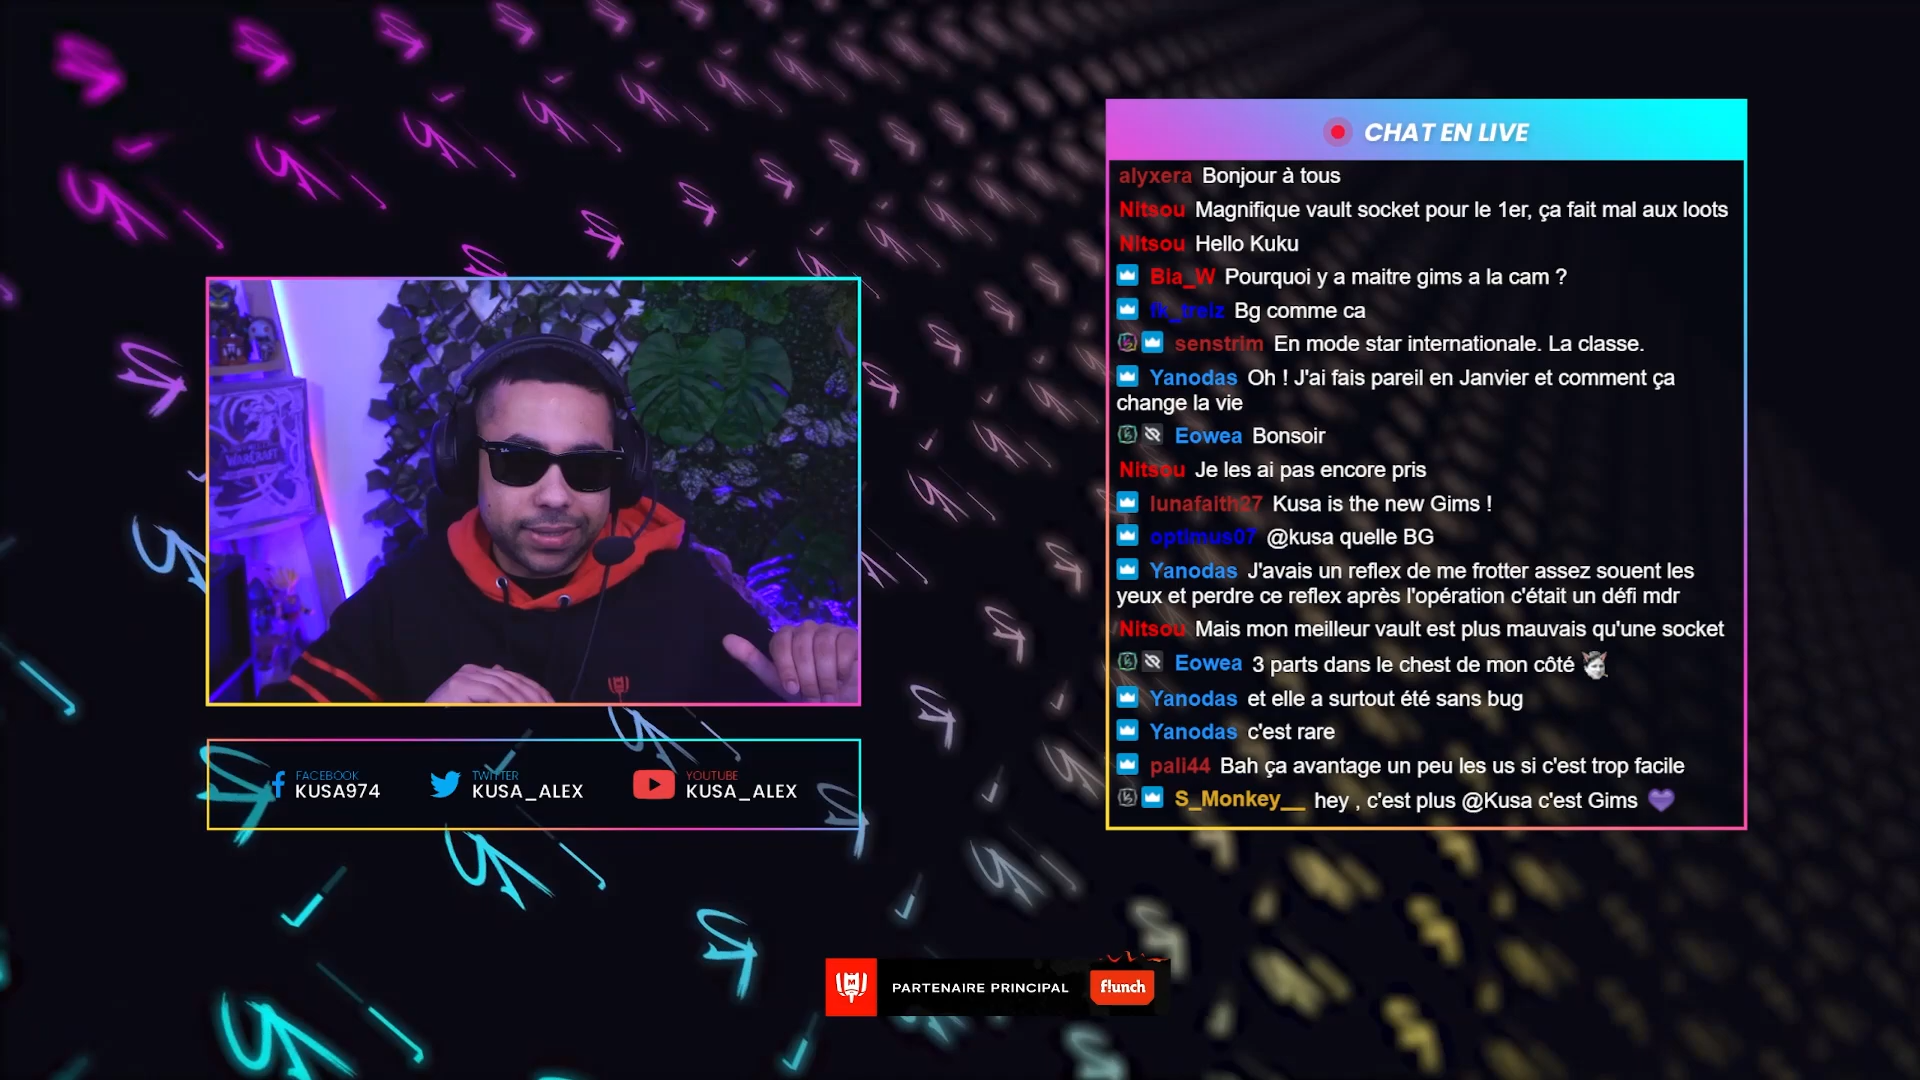 CHAT EN LIVE
alyxera Bonjour à tous
Nitsou Magnifique vault socket pour le 1er, ça fait mal aux loots
Nitsou Hello Kuku
Bla_W Pourquoi y a maitre gims a la cam ?
fk_treiz Bg comme ca
senstrim En mode star internationale. La classe.
Yanodas Oh ! J'ai fais pareil en Janvier et comment ça
change la vie
Eowea Bonsoir
Nitsou Je les ai pas encore pris
lunafaith27 Kusa is the new Gims !
optimus07 @kusa quelle BG
Yanodas J'avais un reflex de me frotter assez souent les
yeux et perdre ce reflex après l'opération c'était un défi mdr
Nitsou Mais mon meilleur vault est plus mauvais qu'une socket
Eowea 3 parts dans le chest de mon côté
Yanodas et elle a surtout été sans bug
Yanodas c'est rare
pali44 Bah ça avantage un peu les us si c'est trop facile
S_Monkey__ hey , c'est plus @Kusa c'est Gims
WARCRAFT
FACEBOOK
KUSA974
TWITTER
KUSA_ALEX
YOUTUBE
KUSA_ALEX
PARTENAIRE PRINCIPAL
flunch